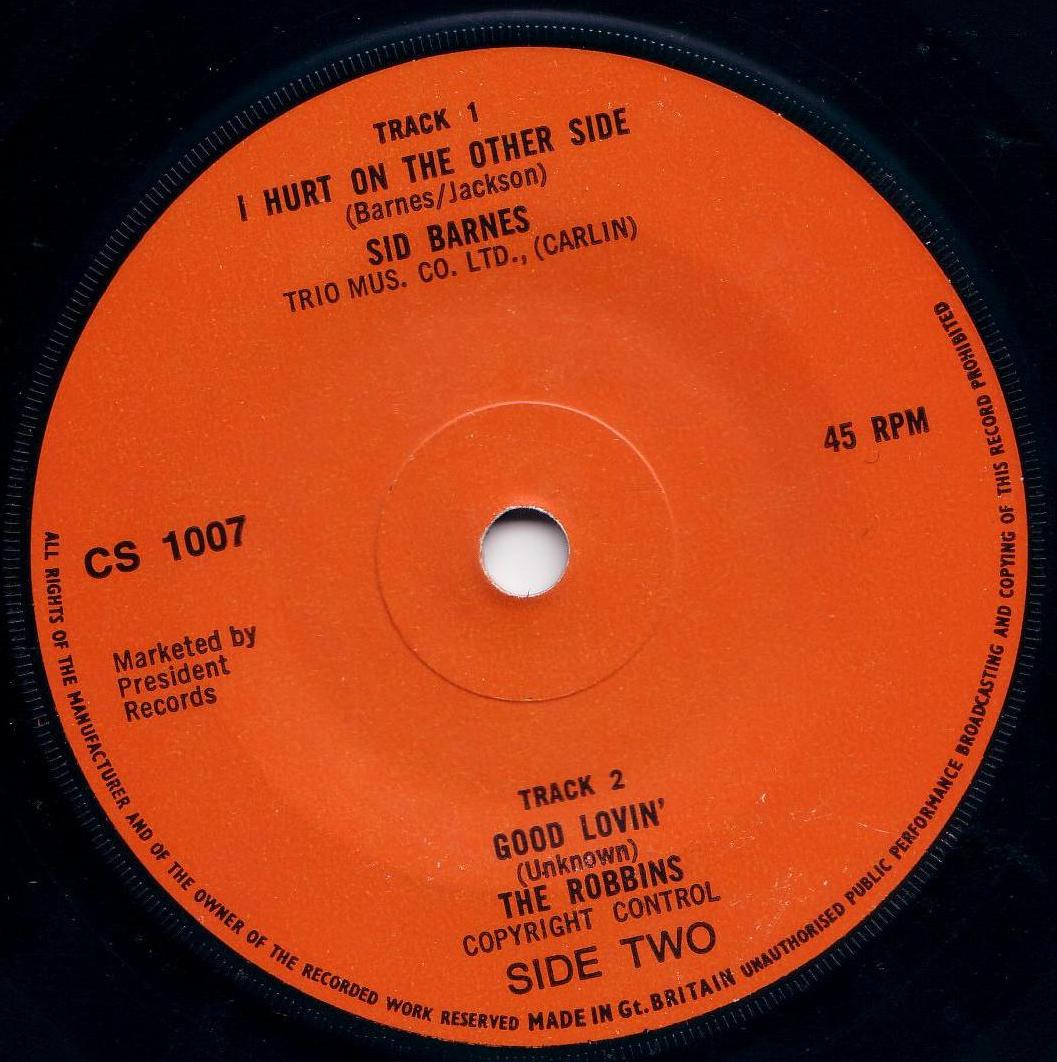 TRACK 1
I HURT ON THE OTHER SIDE
(Barnes/Jackson)
SID BARNES
TRIO MUS. CO. LTD., (CARLIN)
45 RPM
CS 1007
Marketed by
President
Records
TRACK 2
GOOD LOVIN'
(Unknown)
THE ROBBINS
COPYRIGHT CONTROL
SIDE TWO
ALL RIGHTS OF THE MANUFACTURER AND OF THE OWNER OF THE RECORDED WORK RESERVED MADE IN Gt. BRITAIN UNAUTHORISED PUBLIC PERFORMANCE BROADCASTING AND COPYING OF THIS RECORD PROHIBITED